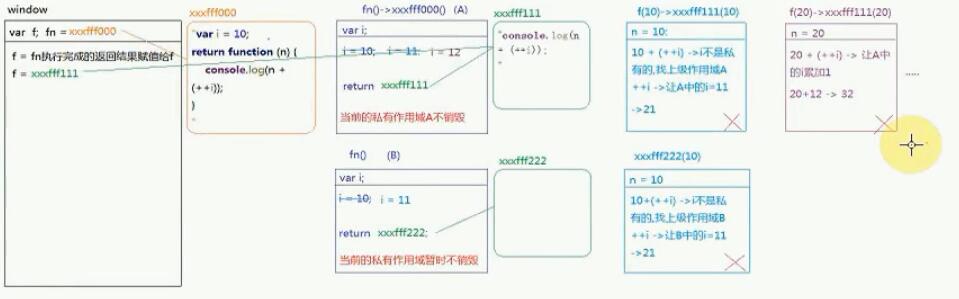 window
var f; fn = xxxfff000
f = fn执行完成的返回结果赋值给f
f = xxxfff111
xxxfff000
"var i = 10;
return function (n) {
console.log(n +
(++i));
}
"
fn()->xxxfff000() (A)
var i;
i = 10; i = 11; i = 12
return xxxfff111
当前的私有作用域A不销毁
xxxfff111
"console.log(n
+ (++i));
"
f(10)->xxxfff111(10)
n = 10:
10 + (++i) ->i不是私
有的,找上级作用域A
++i ->让A中的i=11
->21
f(20)->xxxfff111(20)
n = 20
20 + (++i) -> 让A中
的i累加1
20+12 -> 32
.....
fn() (B)
var i;
i = 10; i = 11
return xxxfff222;
当前的私有作用域暂时不销毁
xxxfff222
xxxfff222(10)
n = 10
10+(++i) ->i不是私
有的,找上级作用域B
++i ->让B中的i=11
->21